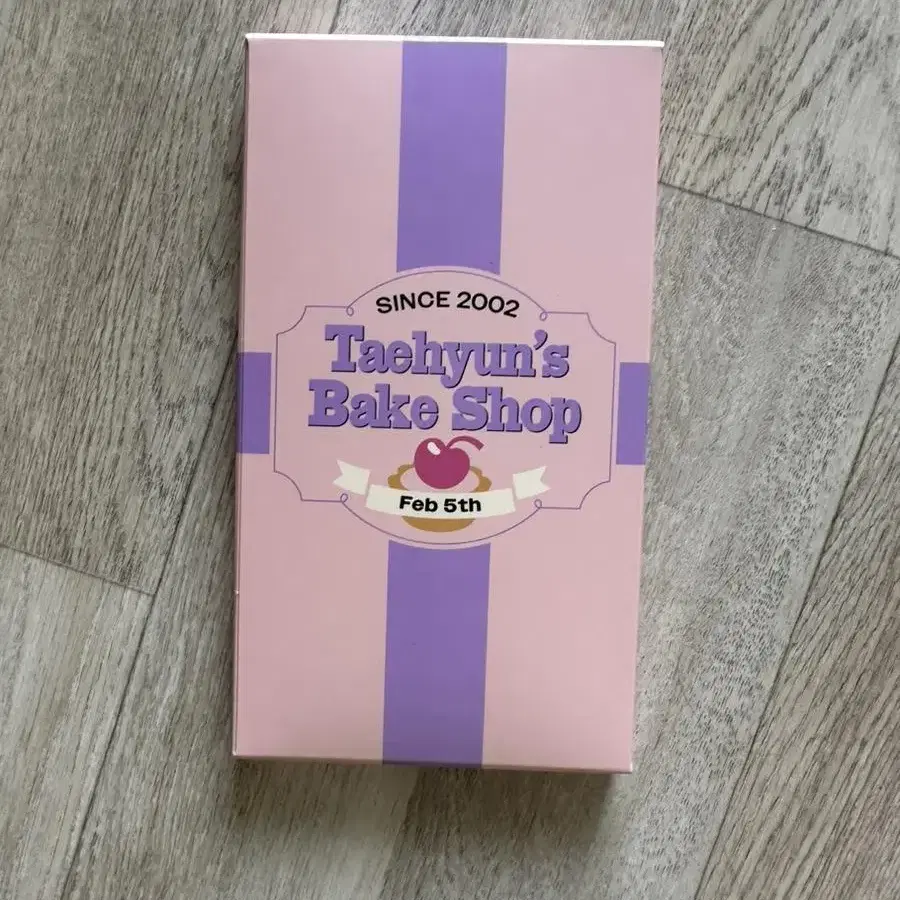 SINCE 2002
Taehyun's
Bake Shop
Feb 5th